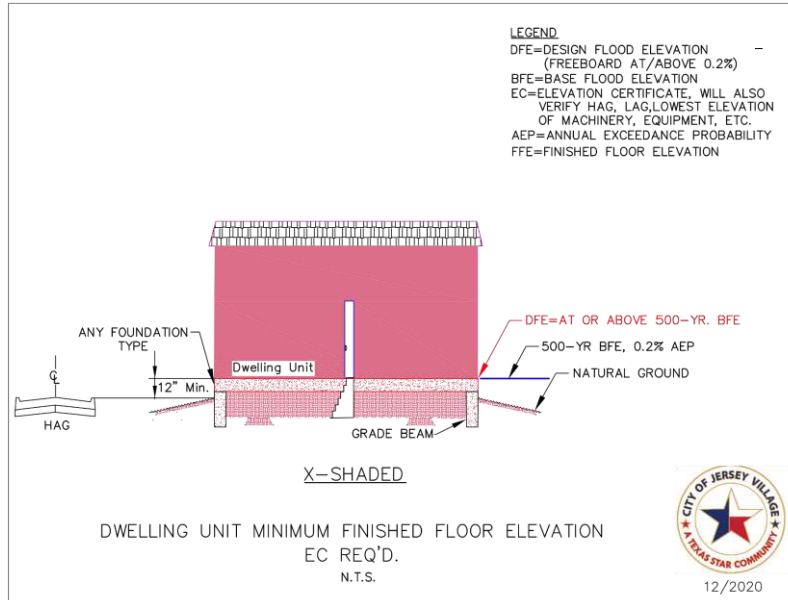 LEGEND
DFE=DESIGN FLOOD ELEVATION –
(FREEBOARD AT/ABOVE 0.2%)
BFE=BASE FLOOD ELEVATION
EC=ELEVATION CERTIFICATE, WILL ALSO
VERIFY HAG, LAG,LOWEST ELEVATION
OF MACHINERY, EQUIPMENT, ETC.
AEP=ANNUAL EXCEEDANCE PROBABILITY
FFE=FINISHED FLOOR ELEVATION
DFE=AT OR ABOVE 500-YR. BFE
ANY FOUNDATION
TYPE
500-YR BFE, 0.2% AEP
Dwelling Unit
NATURAL GROUND
℄
12" Min.
HAG
GRADE BEAM
X-SHADED
DWELLING UNIT MINIMUM FINISHED FLOOR ELEVATION
EC REQ'D.
N.T.S.
CITY OF JERSEY VILLAGE
A TEXAS STAR COMMUNITY
12/2020